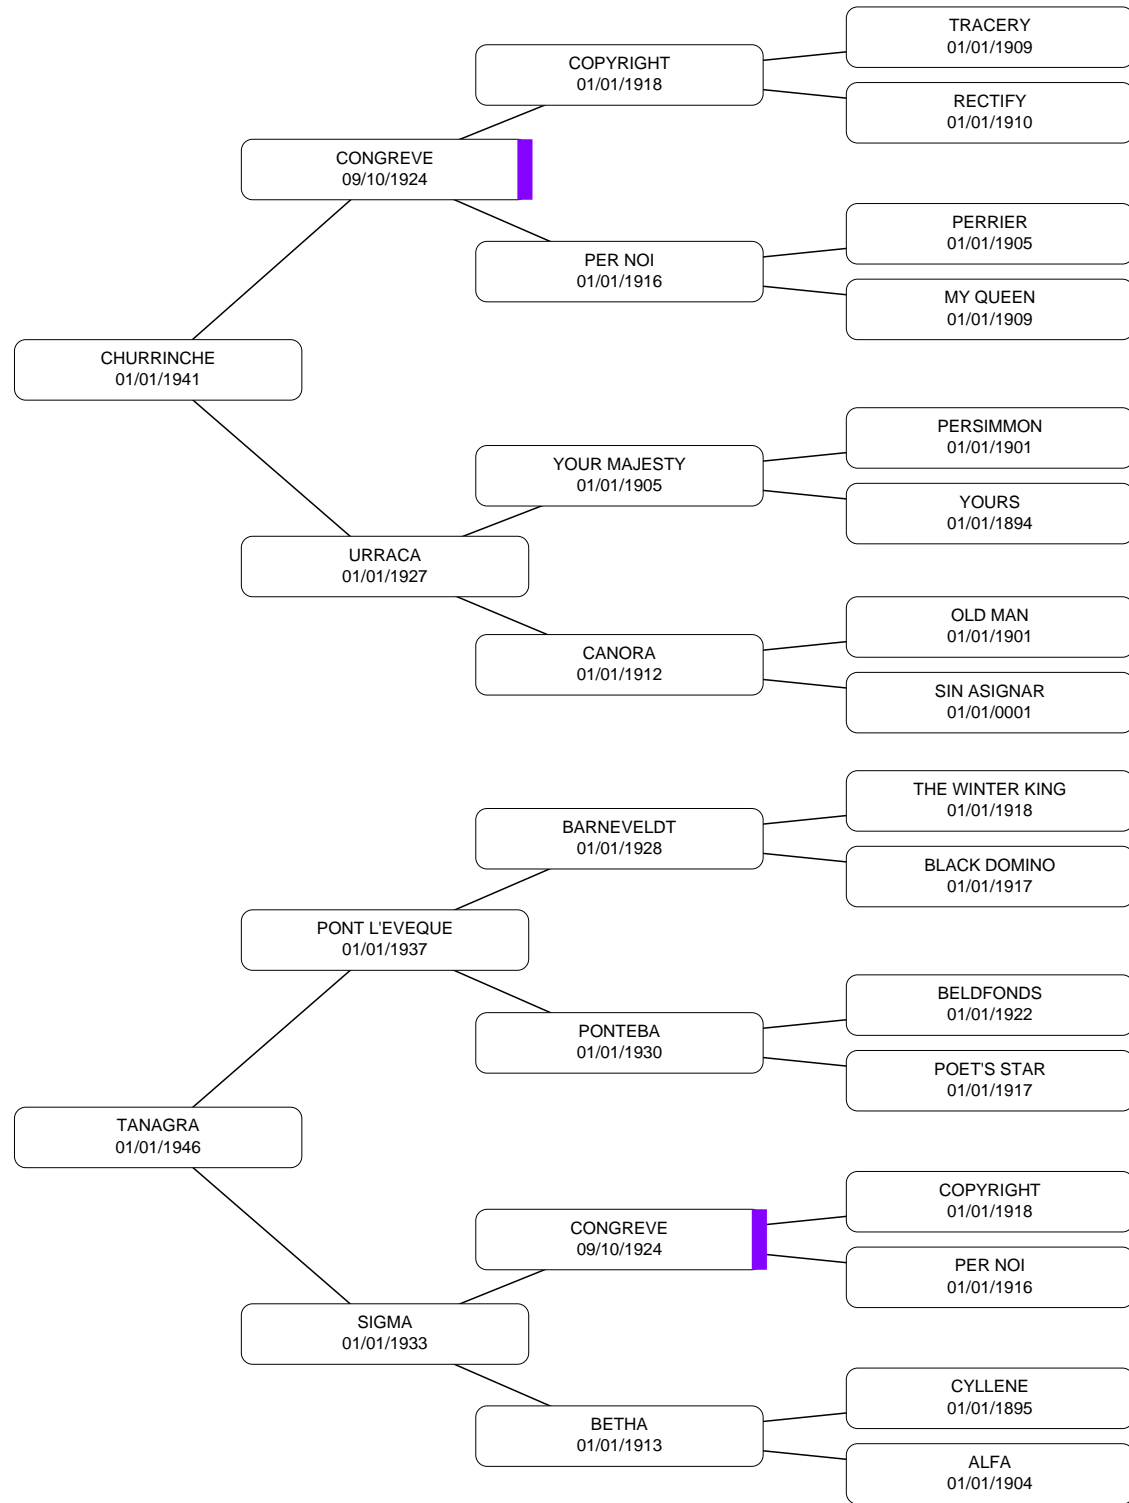 TRACERY
01/01/1909
COPYRIGHT
01/01/1918
RECTIFY
01/01/1910
CONGREVE
09/10/1924
PERRIER
01/01/1905
PER NOI
01/01/1916
MY QUEEN
01/01/1909
CHURRINCHE
01/01/1941
PERSIMMON
01/01/1901
YOUR MAJESTY
01/01/1905
YOURS
01/01/1894
URRACA
01/01/1927
OLD MAN
01/01/1901
CANORA
01/01/1912
SIN ASIGNAR
01/01/0001
THE WINTER KING
01/01/1918
BARNEVELDT
01/01/1928
BLACK DOMINO
01/01/1917
PONT L'EVEQUE
01/01/1937
BELDFONDS
01/01/1922
PONTEBA
01/01/1930
POET'S STAR
01/01/1917
TANAGRA
01/01/1946
COPYRIGHT
01/01/1918
CONGREVE
09/10/1924
PER NOI
01/01/1916
SIGMA
01/01/1933
CYLLENE
01/01/1895
BETHA
01/01/1913
ALFA
01/01/1904